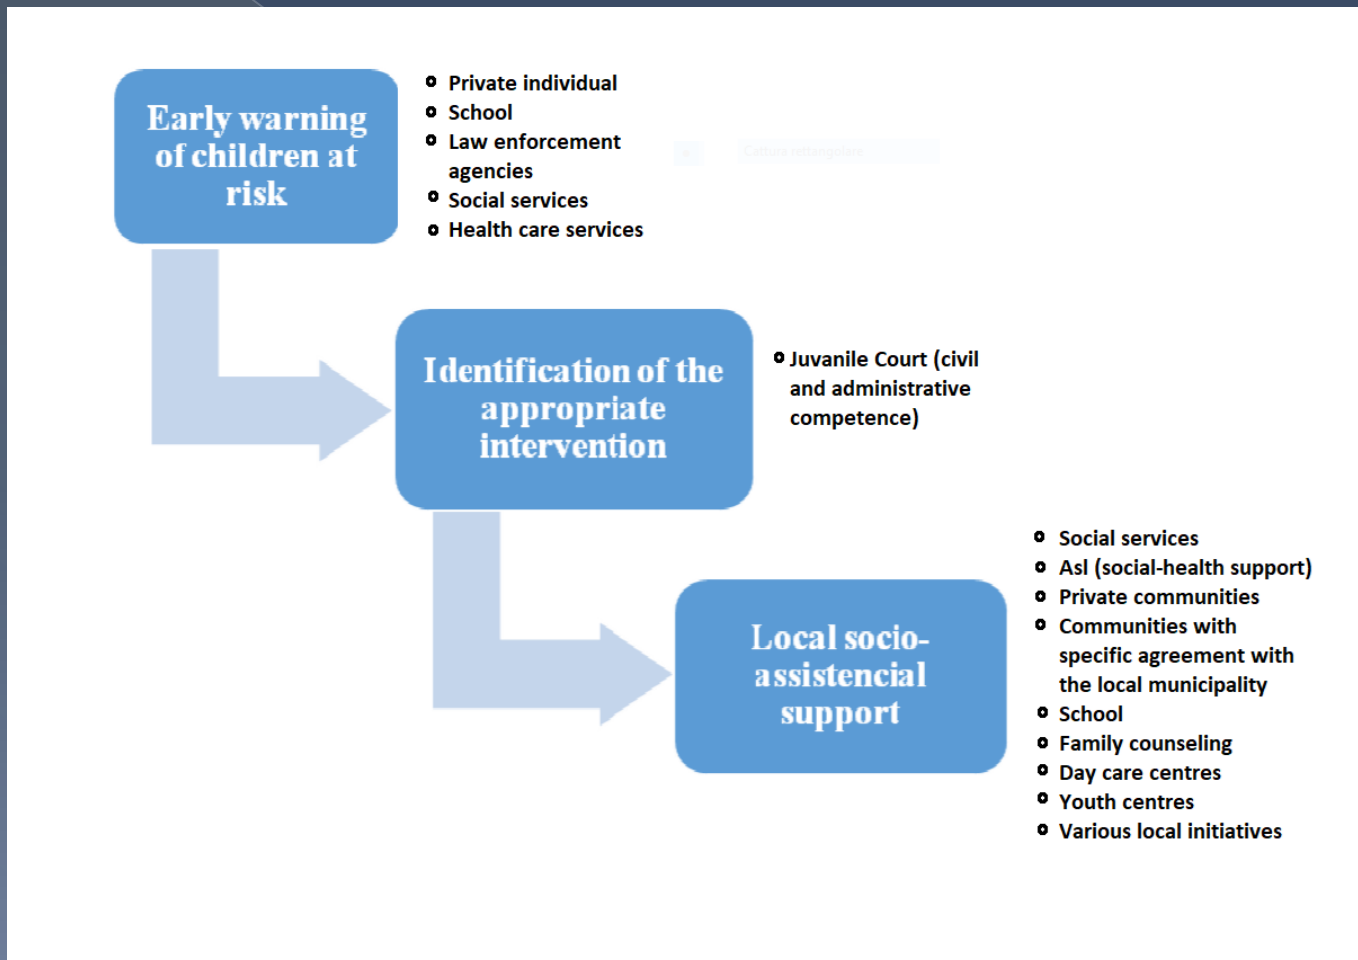 Early warning
of children at
risk
Private individual
School
Law enforcement
agencies
Social services
Health care services
Cattura rettangolare
Identification of the
appropriate
intervention
Juvanile Court (civil
and administrative
competence)
Local socio-
assistencial
support
Social services
Asl (social-health support)
Private communities
Communities with
specific agreement with
the local municipality
School
Family counseling
Day care centres
Youth centres
Various local initiatives